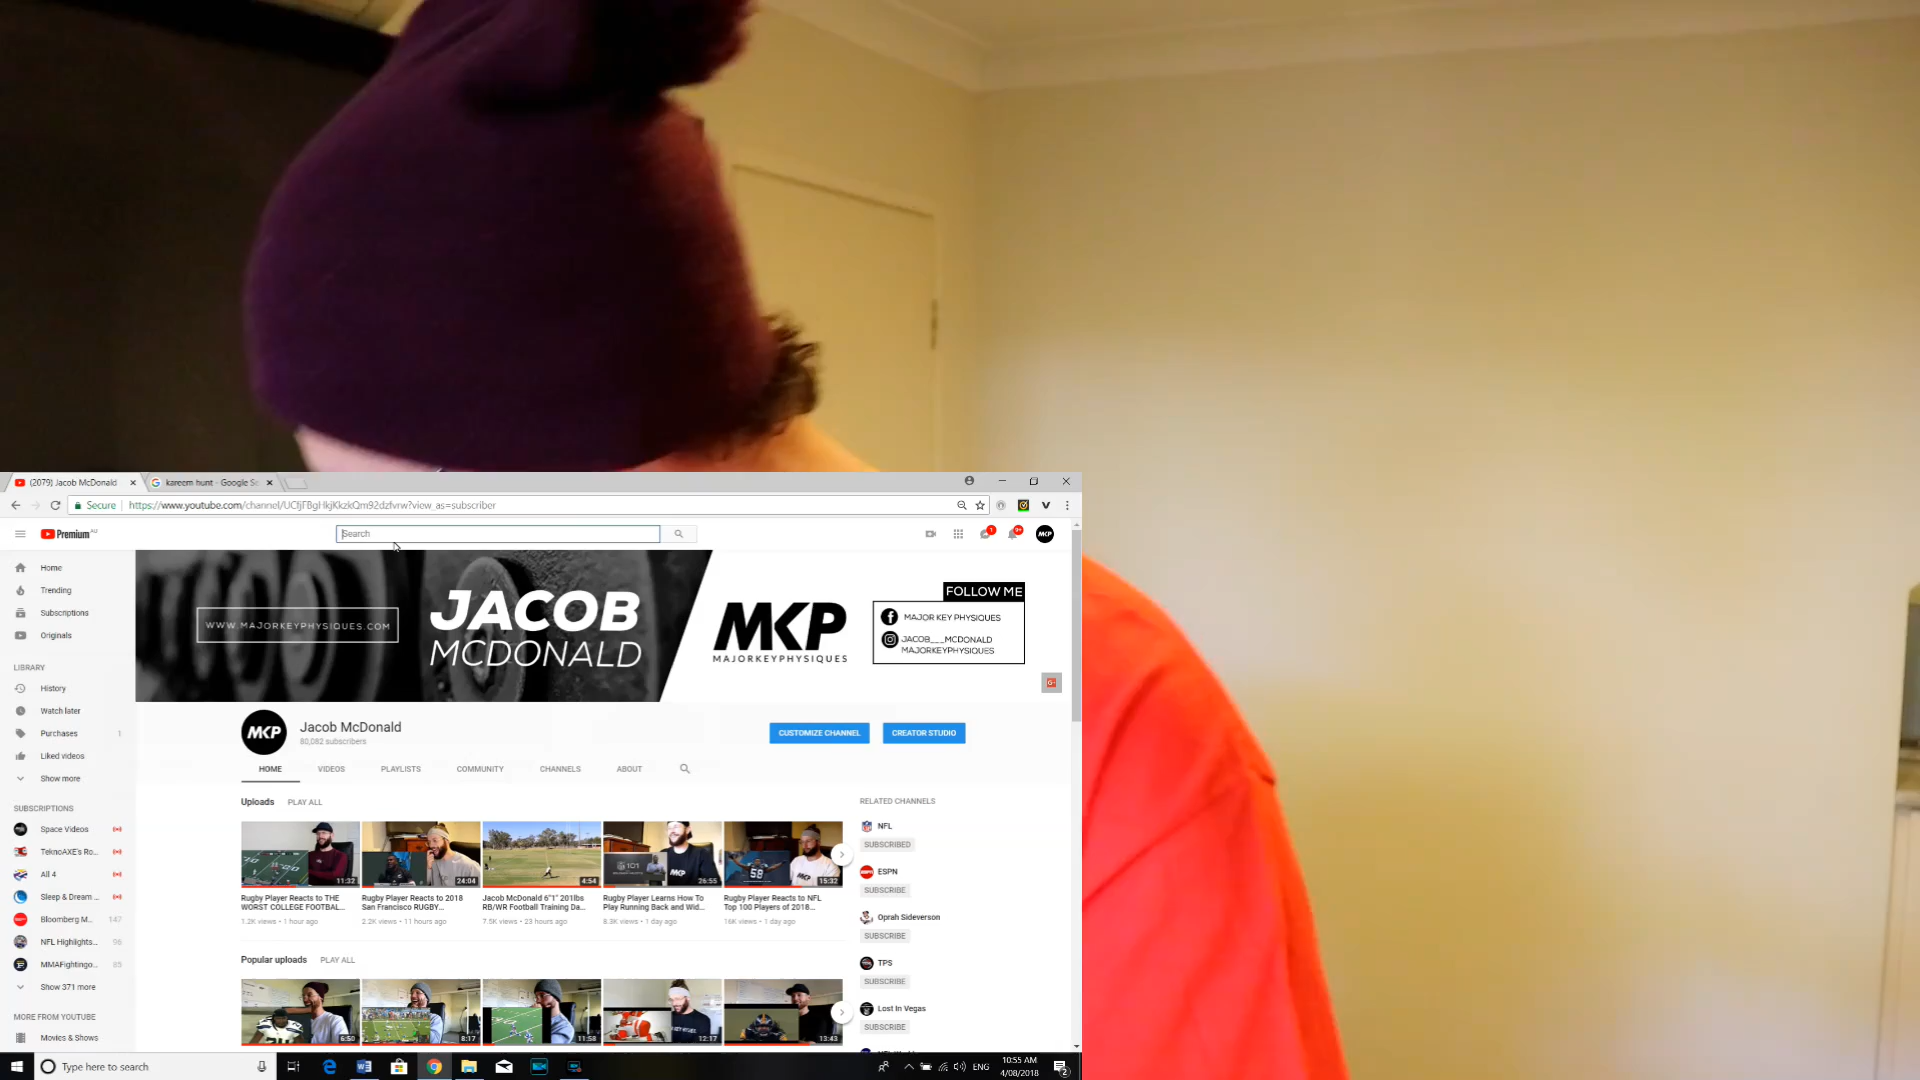 (2079) Jacob McDonald
kareem hunt - Google Se
Secure
https://www.youtube.com/channel/UCfjFBgHkjKkzkQm92dzfvrw?view_as=subscriber
Premium AU
Search
1
9+
MKP
Home
Trending
Subscriptions
Originals
LIBRARY
History
Watch later
Purchases 1
Liked videos
Show more
SUBSCRIPTIONS
Space Videos
TeknoAXE's Ro...
All 4
Sleep & Dream ...
Bloomberg M... 147
NFL Highlights... 96
MMAFightingo... 85
Show 371 more
MORE FROM YOUTUBE
Movies & Shows
WWW.MAJORKEYPHYSIQUES.COM
JACOB
MCDONALD
MKP
MAJORKEYPHYSIQUES
FOLLOW ME
MAJOR KEY PHYSIQUES
JACOB___MCDONALD
MAJORKEYPHYSIQUES
MKP
Jacob McDonald
80,082 subscribers
CUSTOMIZE CHANNEL
CREATOR STUDIO
HOME VIDEOS PLAYLISTS COMMUNITY CHANNELS ABOUT
Uploads PLAY ALL
11:32
24:04
4:54
26:55
15:32
Rugby Player Reacts to THE
WORST COLLEGE FOOTBAL...
1.2K views • 1 hour ago
Rugby Player Reacts to 2018
San Francisco RUGBY...
2.2K views • 11 hours ago
Jacob McDonald 6"1" 201lbs
RB/WR Football Training Da...
7.5K views • 23 hours ago
Rugby Player Learns How To
Play Running Back and Wid...
8.3K views • 1 day ago
Rugby Player Reacts to NFL
Top 100 Players of 2018...
16K views • 1 day ago
Popular uploads PLAY ALL
6:50
8:17
11:58
12:17
13:43
RELATED CHANNELS
NFL
SUBSCRIBED
ESPN
SUBSCRIBE
Oprah Sideverson
SUBSCRIBE
TPS
SUBSCRIBE
Lost In Vegas
SUBSCRIBE
Type here to search
ENG
10:55 AM
4/08/2018
2